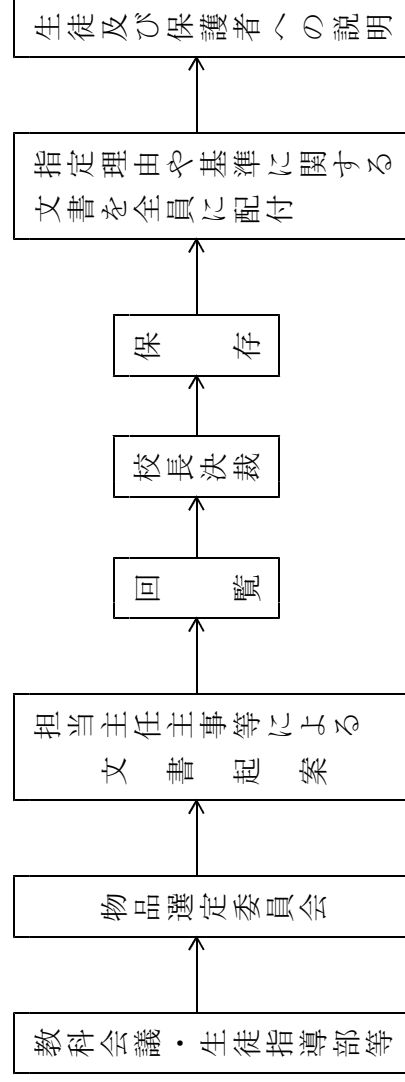 教科会議・生徒指導部等
物品選定委員会
担当主任主事等による
文書起案
回覧
校長決裁
保存
指定理由や基準に関する
文書を全員に配付
生徒及び保護者への説明